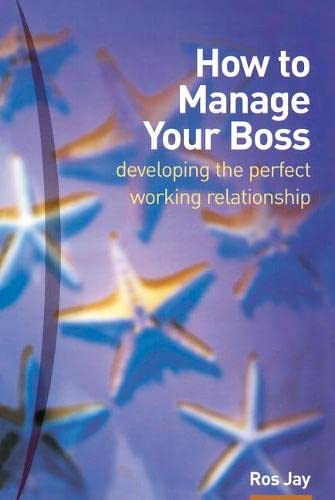 How to
Manage
Your Boss
developing the perfect
working relationship
Ros Jay